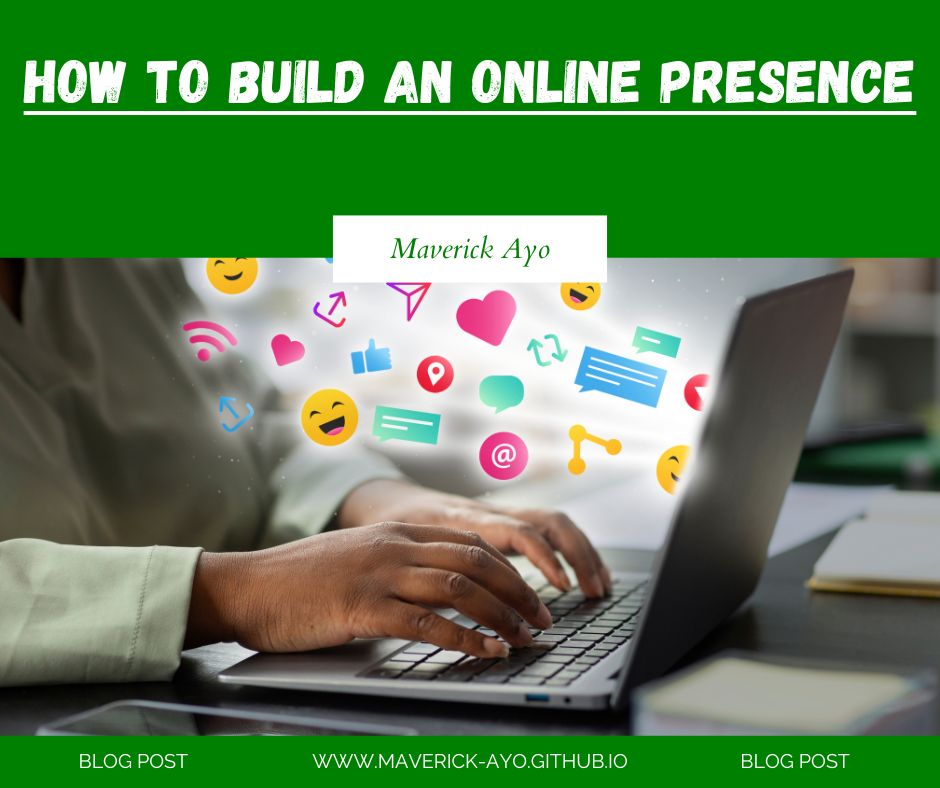 HOW TO BUILD AN ONLINE PRESENCE
Maverick Ayo
@
BLOG POST WWW.MAVERICK-AYO.GITHUB.IO BLOG POST